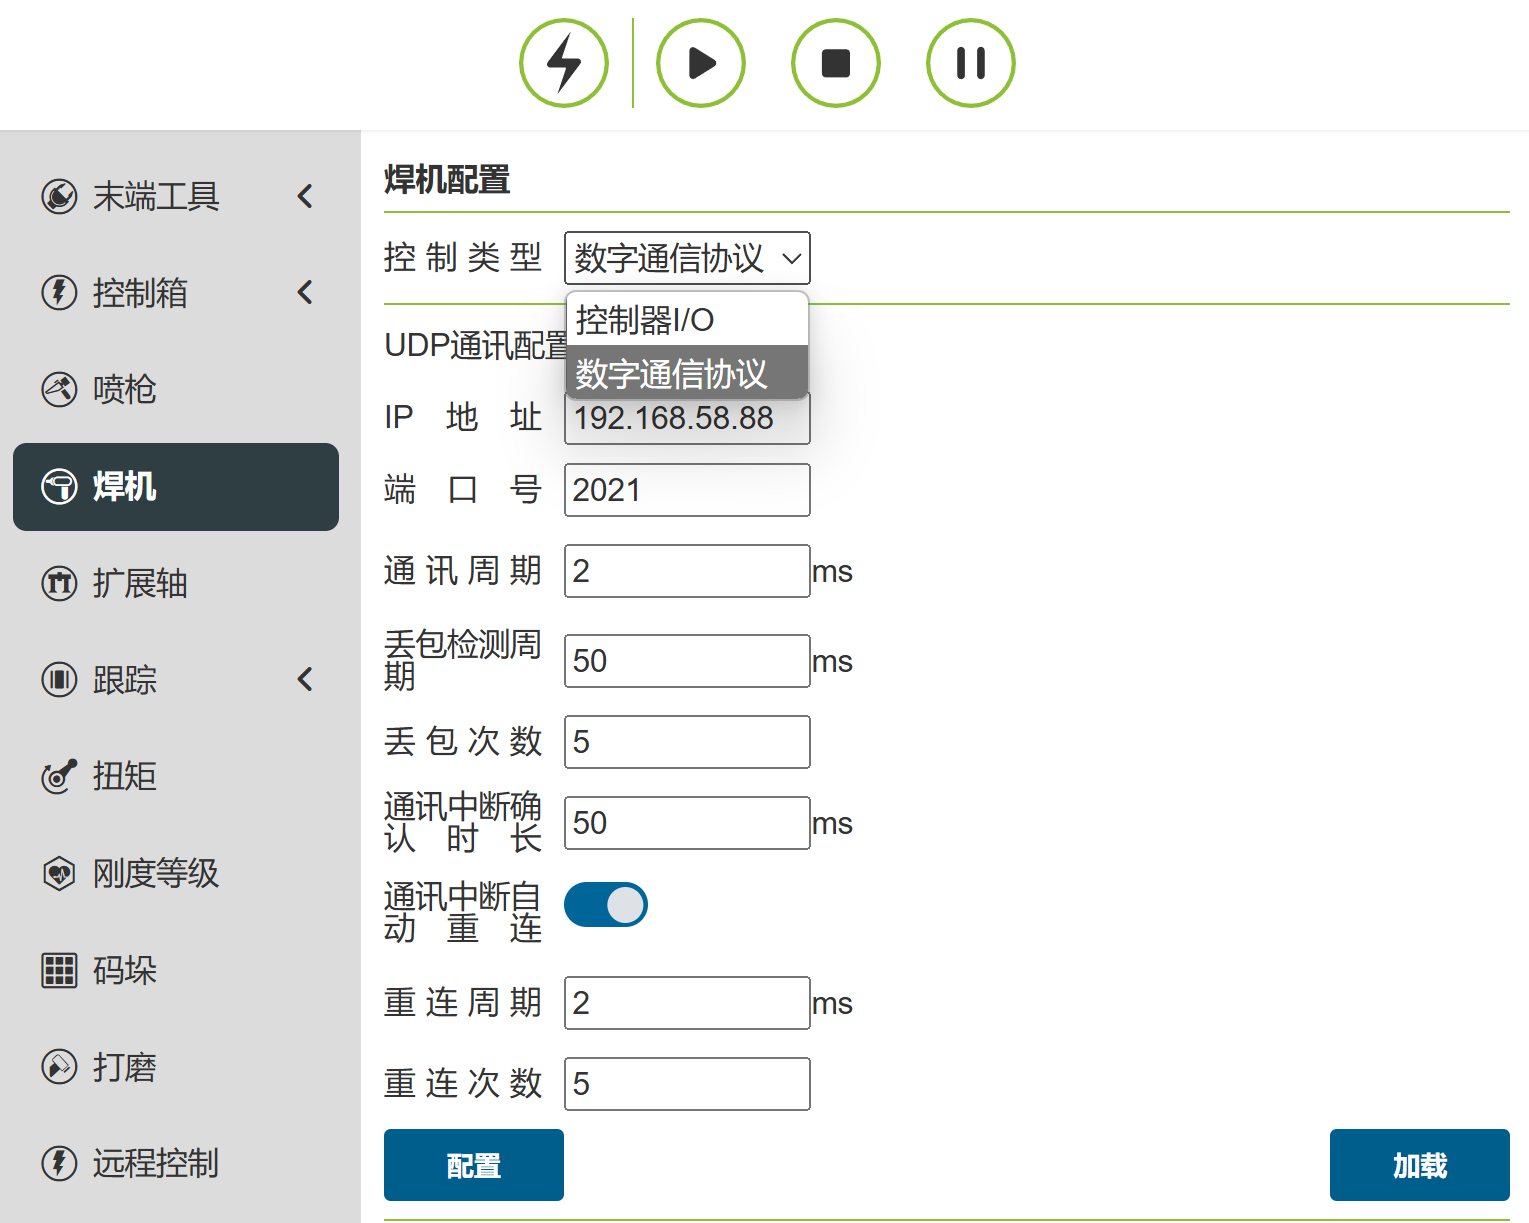 末端工具
控制箱
喷枪
焊机
扩展轴
跟踪
扭矩
刚度等级
码垛
打磨
远程控制
焊机配置
控制类型 数字通信协议
控制器I/O
数字通信协议
UDP通讯配置
IP地址 192.168.58.88
端口号 2021
通讯周期 2 ms
丢包检测周
期 50 ms
丢包次数 5
通讯中断确
认时长 50 ms
通讯中断自
动重连
重连周期 2 ms
重连次数 5
配置 加载